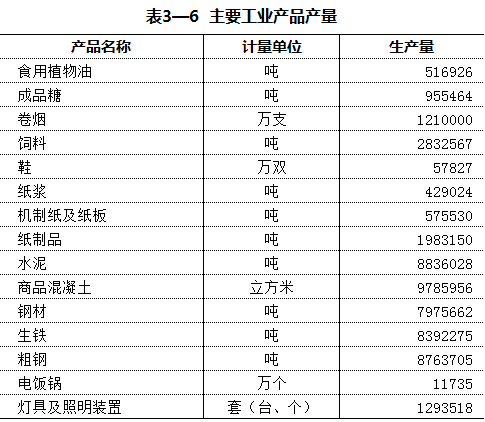 表3—6 主要工业产品产量
产品名称 计量单位 生产量
食用植物油 吨 516926
成品糖 吨 955464
卷烟 万支 1210000
饲料 吨 2832567
鞋 万双 57827
纸浆 吨 429024
机制纸及纸板 吨 575530
纸制品 吨 1983150
水泥 吨 8836028
商品混凝土 立方米 9785956
钢材 吨 7975662
生铁 吨 8392275
粗钢 吨 8763705
电饭锅 万个 11735
灯具及照明装置 套（台、个） 1293518